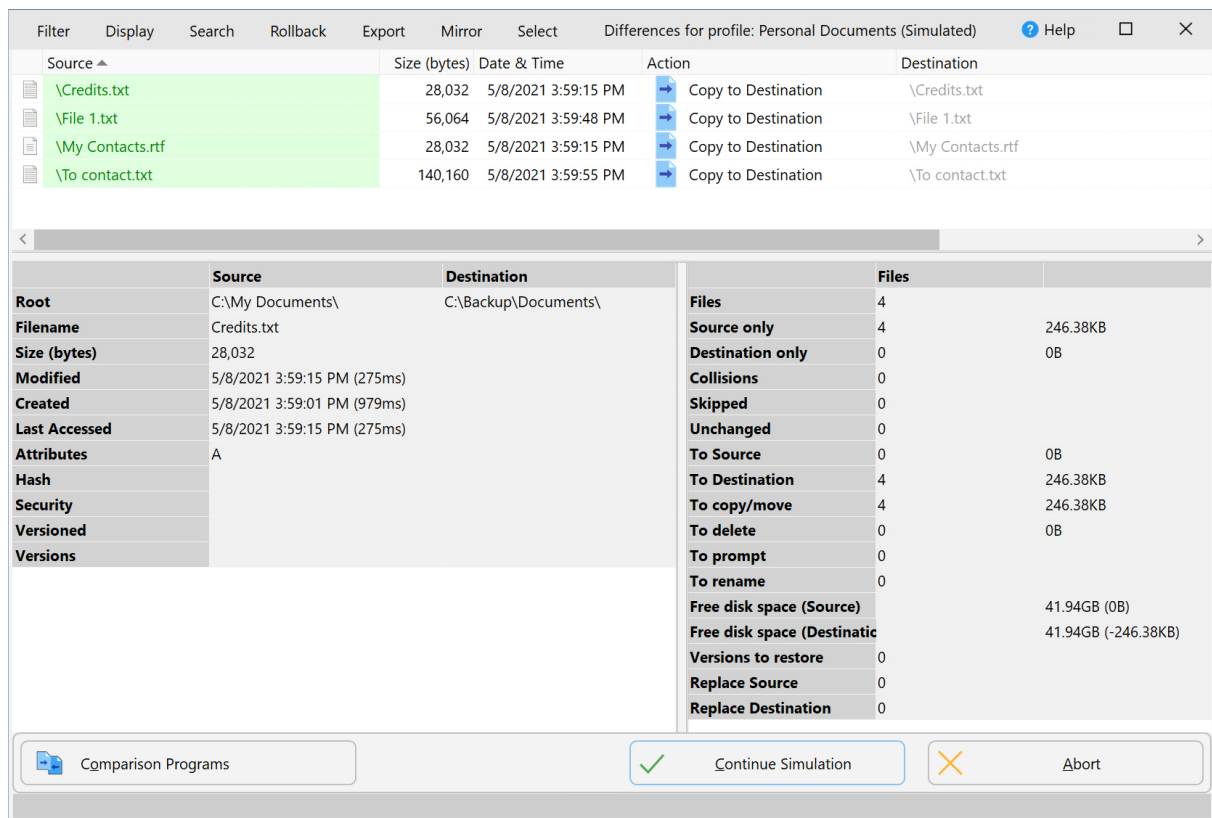 Filter Display Search Rollback Export Mirror Select Differences for profile: Personal Documents (Simulated) Help
Source Size (bytes) Date & Time Action Destination
\Credits.txt 28,032 5/8/2021 3:59:15 PM Copy to Destination \Credits.txt
\File 1.txt 56,064 5/8/2021 3:59:48 PM Copy to Destination \File 1.txt
\My Contacts.rtf 28,032 5/8/2021 3:59:15 PM Copy to Destination \My Contacts.rtf
\To contact.txt 140,160 5/8/2021 3:59:55 PM Copy to Destination \To contact.txt
Source Destination
Root C:\My Documents\ C:\Backup\Documents\
Filename Credits.txt
Size (bytes) 28,032
Modified 5/8/2021 3:59:15 PM (275ms)
Created 5/8/2021 3:59:01 PM (979ms)
Last Accessed 5/8/2021 3:59:15 PM (275ms)
Attributes A
Hash
Security
Versioned
Versions
Files
Files 4
Source only 4 246.38KB
Destination only 0 0B
Collisions 0
Skipped 0
Unchanged 0
To Source 0 0B
To Destination 4 246.38KB
To copy/move 4 246.38KB
To delete 0 0B
To prompt 0
To rename 0
Free disk space (Source) 41.94GB (0B)
Free disk space (Destinatic 41.94GB (-246.38KB)
Versions to restore 0
Replace Source 0
Replace Destination 0
Comparison Programs Continue Simulation Abort